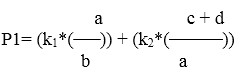 a c + d
P1= (k₁*(——)) + (k₂*(————))
b a